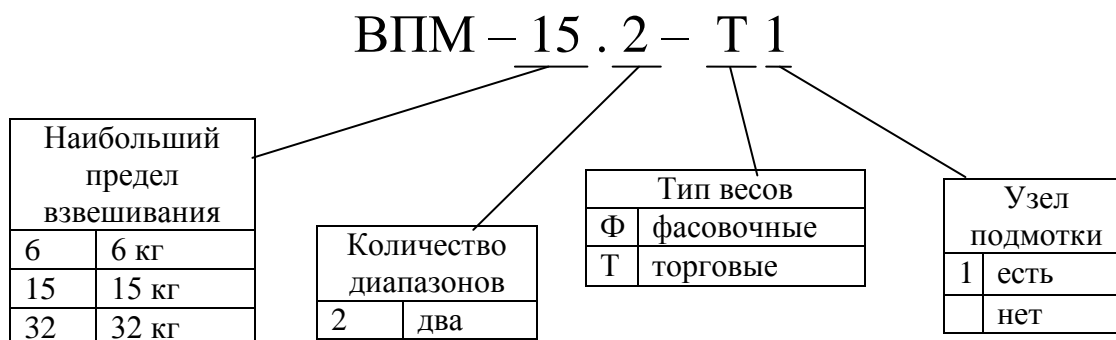 ВПМ – 15 . 2 – Т 1
Наибольший
предел
взвешивания
6 6 кг
15 15 кг
32 32 кг
Количество
диапазонов
2 два
Тип весов
Ф фасовочные
Т торговые
Узел
подмотки
1 есть
нет